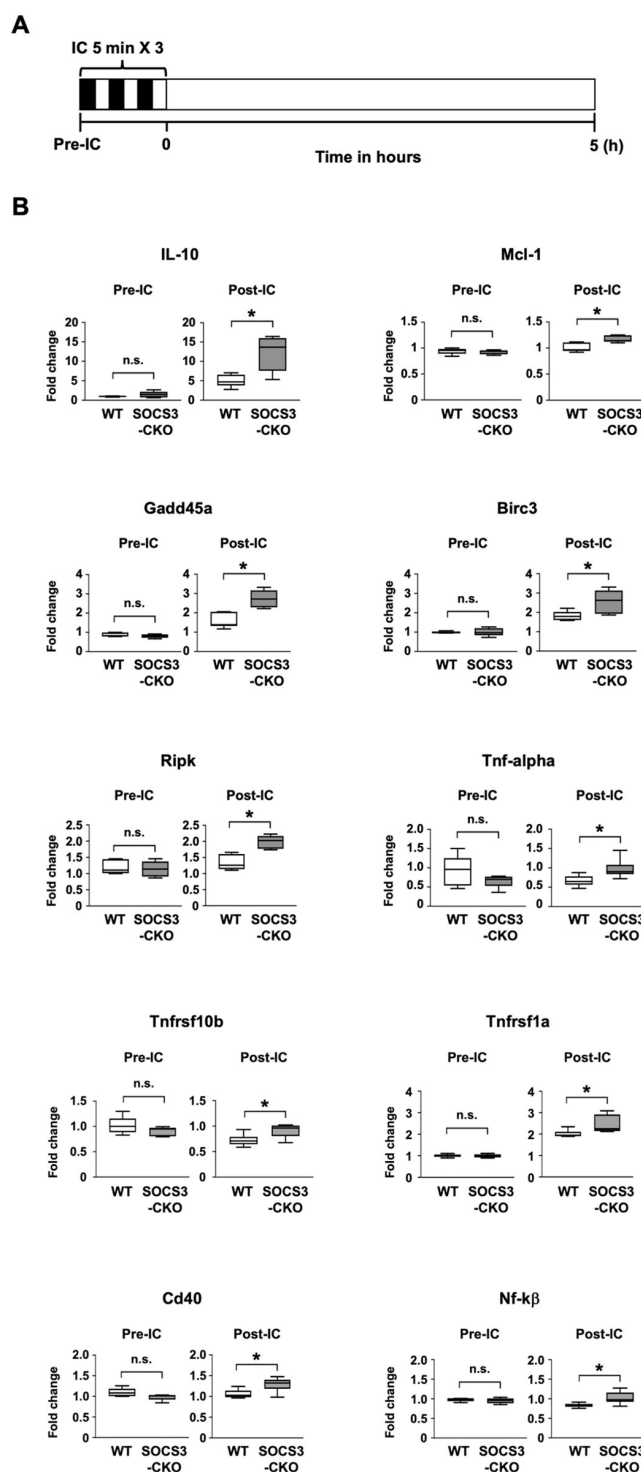 A
IC 5 min X 3
Pre-IC 0 Time in hours 5 (h)
B
IL-10
Pre-IC Post-IC
Fold change
20
15
10
5
0
n.s.
20
15
10
5
0
*
WT SOCS3
-CKO
WT SOCS3
-CKO
Mcl-1
Pre-IC Post-IC
Fold change
1.5
1
0.5
0
n.s.
1.5
1
0.5
0
*
WT SOCS3
-CKO
WT SOCS3
-CKO
Gadd45a
Pre-IC Post-IC
Fold change
4
3
2
1
0
n.s.
4
3
2
1
0
*
WT SOCS3
-CKO
WT SOCS3
-CKO
Birc3
Pre-IC Post-IC
Fold change
4
3
2
1
0
n.s.
4
3
2
1
0
*
WT SOCS3
-CKO
WT SOCS3
-CKO
Ripk
Pre-IC Post-IC
Fold change
2.5
2.0
1.5
1.0
0.5
0
n.s.
2.5
2.0
1.5
1.0
0.5
0
*
WT SOCS3
-CKO
WT SOCS3
-CKO
Tnf-alpha
Pre-IC Post-IC
Fold change
2.0
1.5
1.0
0.5
0
n.s.
2.0
1.5
1.0
0.5
0
*
WT SOCS3
-CKO
WT SOCS3
-CKO
Tnfrsf10b
Pre-IC Post-IC
Fold change
1.5
1.0
0.5
0
n.s.
1.5
1.0
0.5
0
*
WT SOCS3
-CKO
WT SOCS3
-CKO
Tnfrsf1a
Pre-IC Post-IC
Fold change
4
3
2
1
0
n.s.
4
3
2
1
0
*
WT SOCS3
-CKO
WT SOCS3
-CKO
Cd40
Pre-IC Post-IC
Fold change
2.0
1.5
1.0
0.5
0
n.s.
2.0
1.5
1.0
0.5
0
*
WT SOCS3
-CKO
WT SOCS3
-CKO
Nf-kβ
Pre-IC Post-IC
Fold change
2.0
1.5
1.0
0.5
0
n.s.
2.0
1.5
1.0
0.5
0
*
WT SOCS3
-CKO
WT SOCS3
-CKO